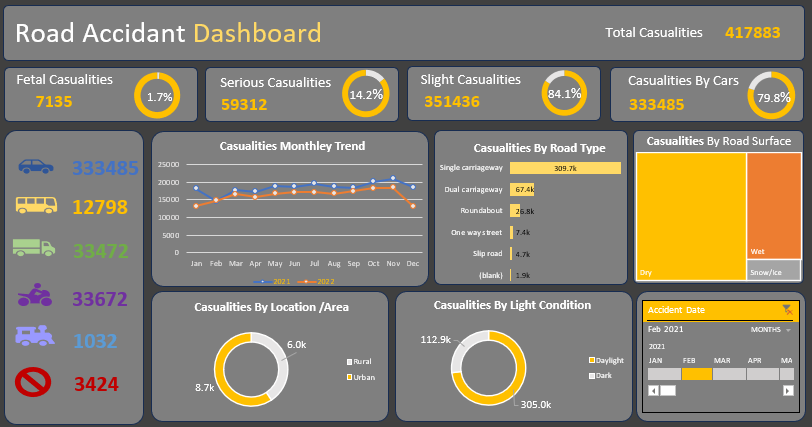 Road Accidant Dashboard
Total Casualities 417883
Fetal Casualities
7135
1.7%
Serious Casualities
59312
14.2%
Slight Casualities
351436
84.1%
Casualities By Cars
333485
79.8%
333485
12798
33472
33672
1032
3424
Casualities Monthley Trend
25000
20000
15000
10000
5000
0
Jan Feb Mar Apr May Jun Jul Aug Sep Oct Nov Dec
2021 2022
Casualities By Road Type
Single carriageway 309.7k
Dual carriageway 67.4k
Roundabout 26.8k
One way street 7.4k
Slip road 4.7k
(blank) 1.9k
Casualities By Road Surface
Dry
Wet
Snow/Ice
Casualities By Location /Area
6.0k
8.7k
Rural
Urban
Casualities By Light Condition
112.9k
305.0k
Daylight
Dark
Accident Date
Feb 2021 MONTHS
2021
JAN FEB MAR APR MA